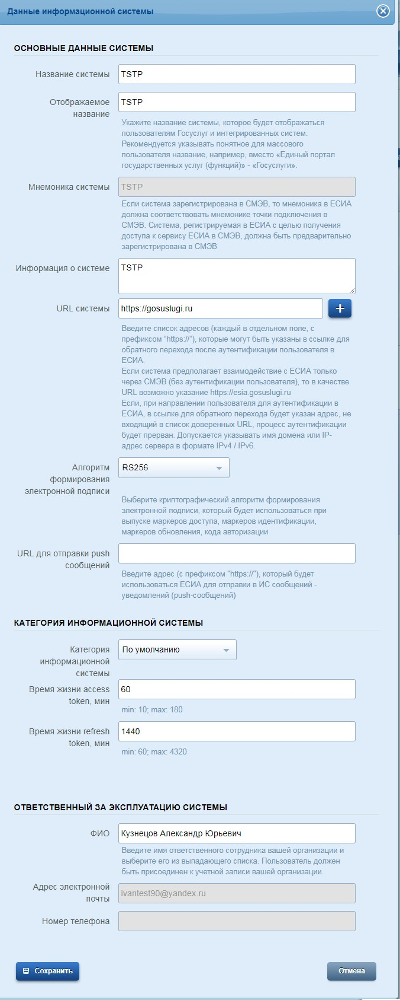 Данные информационной системы
ОСНОВНЫЕ ДАННЫЕ СИСТЕМЫ
Название системы
TSTP
Отображаемое
название
TSTP
Укажите название системы, которое будет отображаться
пользователям Госуслуг и интегрированных систем.
Рекомендуется указывать понятное для массового
пользователя название, например, вместо «Единый портал
государственных услуг (функций)» - «Госуслуги».
Мнемоника системы
TSTP
Если система зарегистрирована в СМЭВ, то мнемоника в ЕСИА
должна соответствовать мнемонике точки подключения в
СМЭВ. Система, регистрируемая в ЕСИА с целью получения
доступа к сервису ЕСИА в СМЭВ, должна быть предварительно
зарегистрирована в СМЭВ
Информация о системе
TSTP
URL системы
https://gosuslugi.ru
Введите список адресов (каждый в отдельном поле, с
префиксом “https://”), которые могут быть указаны в ссылке для
обратного перехода после аутентификации пользователя в
ЕСИА.
Если система предполагает взаимодействие с ЕСИА только
через СМЭВ (без аутентификации пользователя), то в качестве
URL возможно указание https://esia.gosuslugi.ru
Если, при направлении пользователя для аутентификации в
ЕСИА, в ссылке для обратного перехода будет указан адрес, не
входящий в список доверенных URL, процесс аутентификации
будет прерван. Допускается указывать имя домена или IP-
адрес сервера в формате IPv4 / IPv6.
Алгоритм
формирования
электронной подписи
RS256
Выберите криптографический алгоритм формирования
электронной подписи, который будет использоваться при
выпуске маркеров доступа, маркеров идентификации,
маркеров обновления, кода авторизации
URL для отправки push
сообщений
Введите адрес (с префиксом "https://"), который будет
использоваться ЕСИА для отправки в ИС сообщений -
уведомлений (push-сообщений)
КАТЕГОРИЯ ИНФОРМАЦИОННОЙ СИСТЕМЫ
Категория
информационной
системы
По умолчанию
Время жизни access
token, мин
60
min: 10; max: 180
Время жизни refresh
token, мин
1440
min: 60; max: 4320
ОТВЕТСТВЕННЫЙ ЗА ЭКСПЛУАТАЦИЮ СИСТЕМЫ
ФИО
Кузнецов Александр Юрьевич
Введите имя ответственного сотрудника вашей организации и
выберите его из выпадающего списка. Пользователь должен
быть присоединен к учетной записи вашей организации.
Адрес электронной
почты
ivantest90@yandex.ru
Номер телефона
Сохранить
Отмена